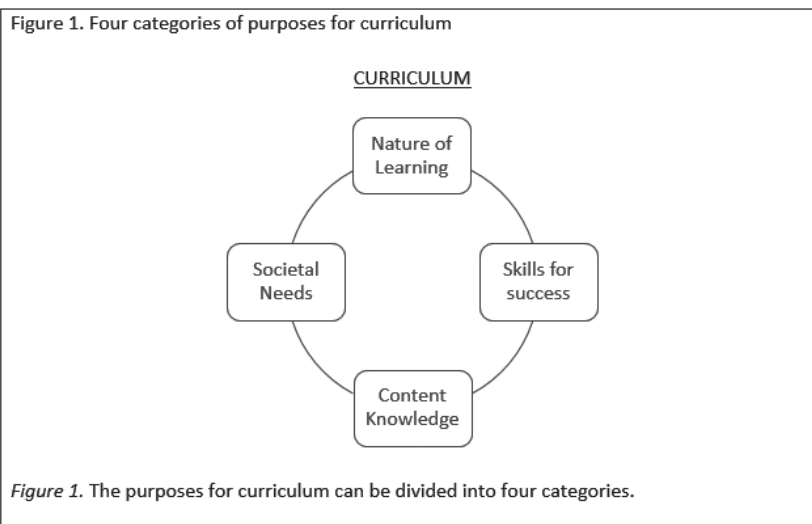 Figure 1. Four categories of purposes for curriculum
CURRICULUM
Nature of
Learning
Societal
Needs
Skills for
success
Content
Knowledge
Figure 1. The purposes for curriculum can be divided into four categories.